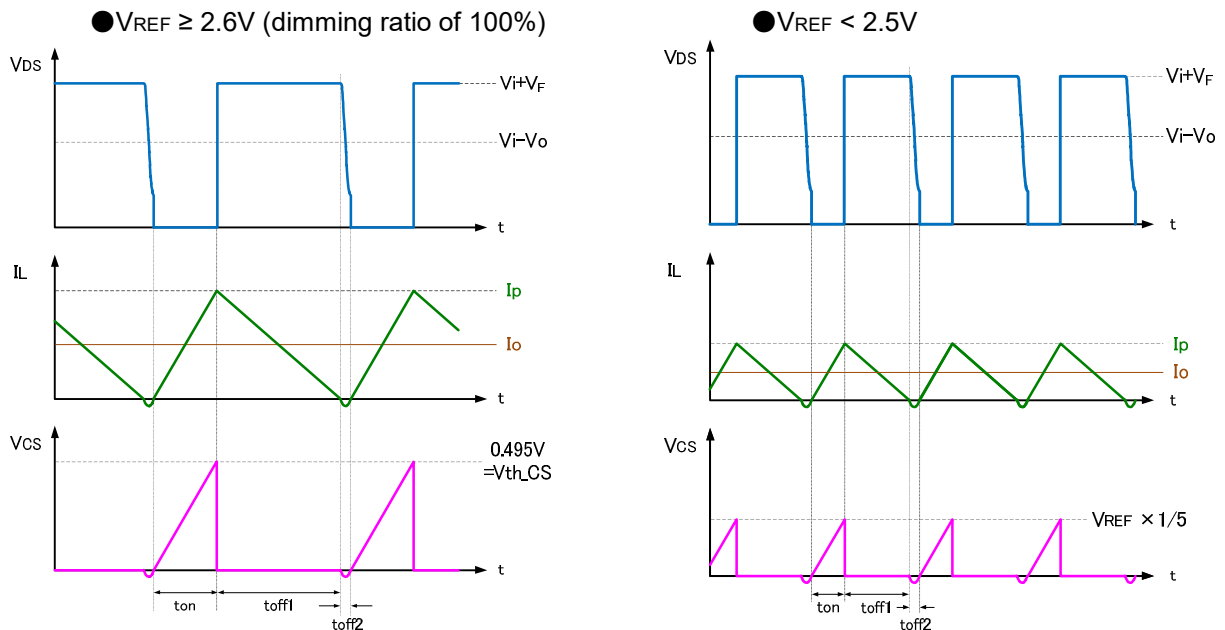 ●VREF ≥ 2.6V (dimming ratio of 100%)
VDS
Vi+VF
Vi−Vo
t
IL
Ip
Io
t
VCS
0.495V
=Vth_CS
t
ton
toff1
toff2
●VREF < 2.5V
VDS
Vi+VF
Vi−Vo
t
IL
Ip
Io
t
VCS
VREF × 1/5
t
ton
toff1
toff2